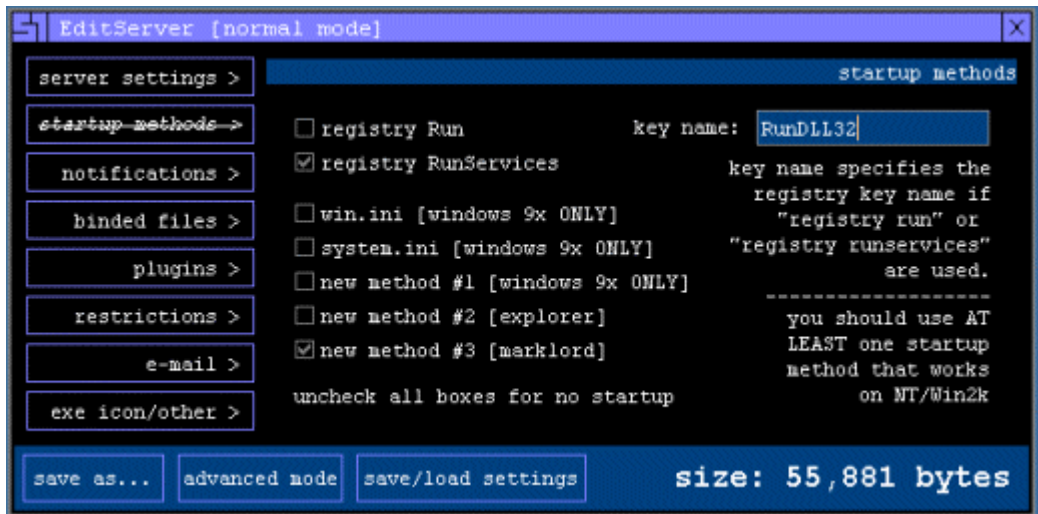 EditServer [normal mode]
server settings >
startup methods >
notifications >
binded files >
plugins >
restrictions >
e-mail >
exe icon/other >
startup methods
registry Run
registry RunServices
win.ini [windows 9x ONLY]
system.ini [windows 9x ONLY]
new method #1 [windows 9x ONLY]
new method #2 [explorer]
new method #3 [marklord]
uncheck all boxes for no startup
key name: RunDLL32
key name specifies the
registry key name if
"registry run" or
"registry runservices"
are used.
-------------------
you should use AT
LEAST one startup
method that works
on NT/Win2k
save as...
advanced mode
save/load settings
size: 55,881 bytes